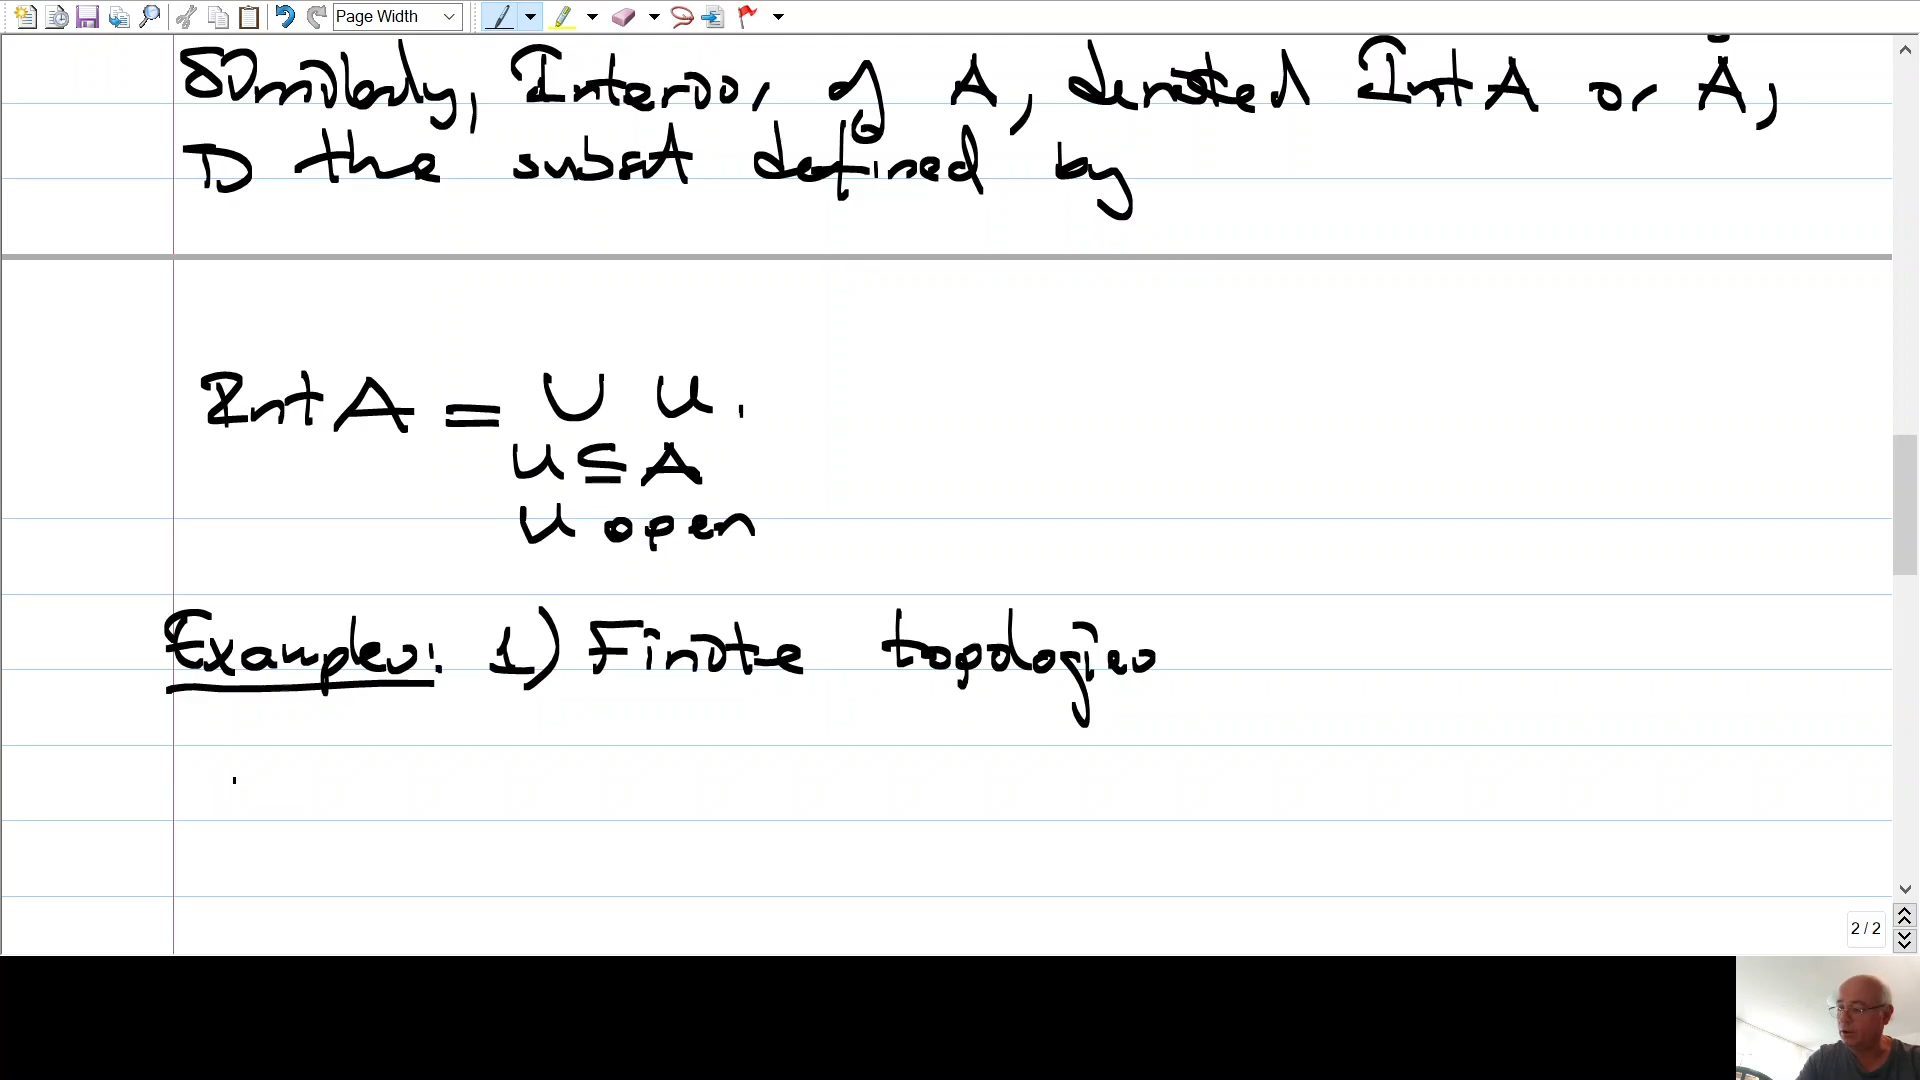 Page Width
Similarly, Interior of A, denoted Int A or Å,
is the subset defined by
Int A = ∪ U.
U ⊆ A
U open
Examples: 1) Finite topologies
2 / 2